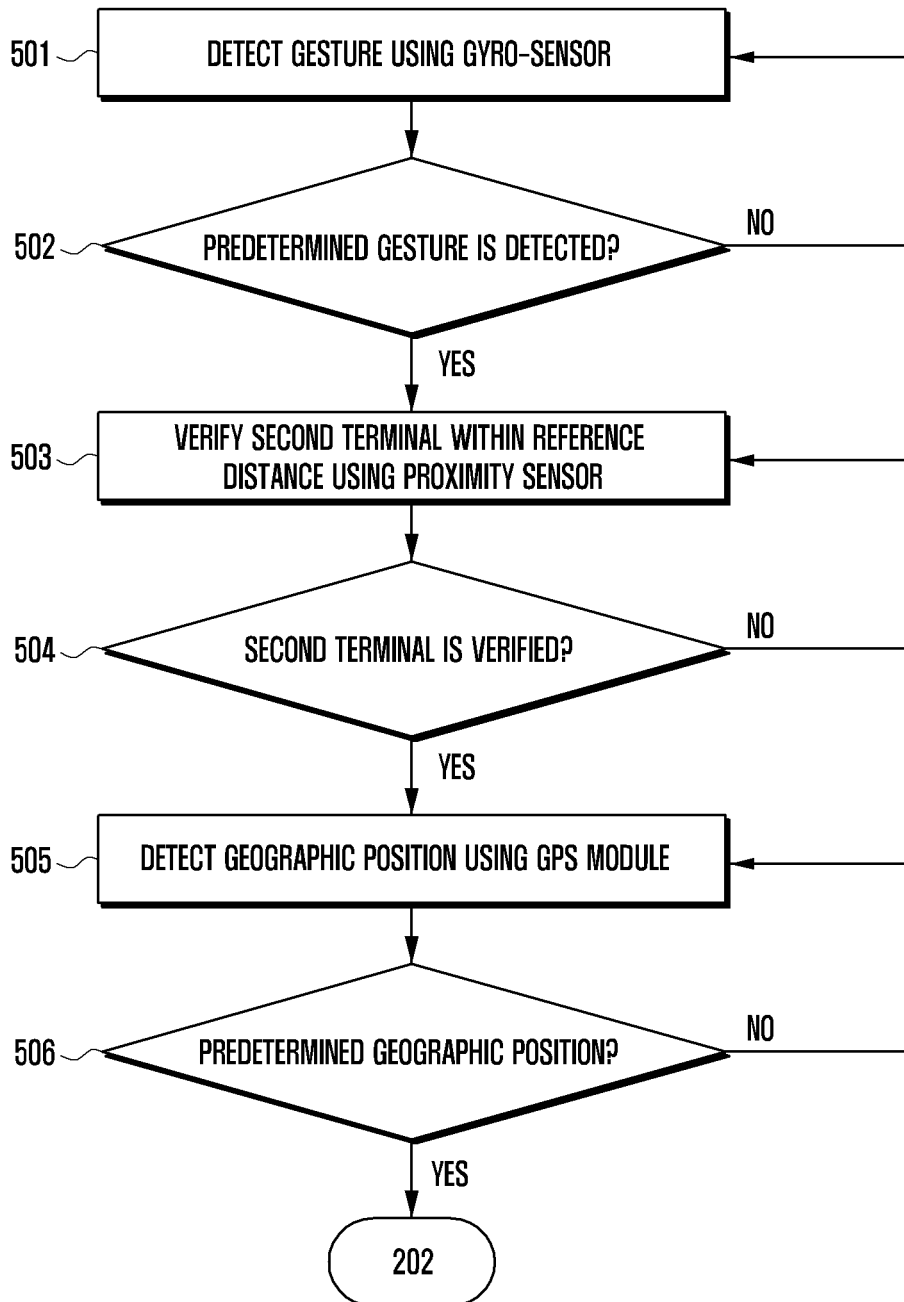 501
DETECT GESTURE USING GYRO-SENSOR
502
PREDETERMINED GESTURE IS DETECTED?
NO
YES
503
VERIFY SECOND TERMINAL WITHIN REFERENCE
DISTANCE USING PROXIMITY SENSOR
504
SECOND TERMINAL IS VERIFIED?
NO
YES
505
DETECT GEOGRAPHIC POSITION USING GPS MODULE
506
PREDETERMINED GEOGRAPHIC POSITION?
NO
YES
202